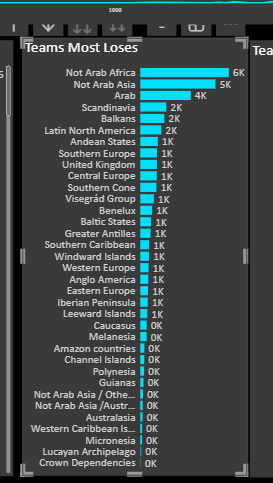 1908
Teams Most Loses
Tea
Not Arab Africa 6K
Not Arab Asia 5K
Arab 4K
Scandinavia 2K
Balkans 2K
Latin North America 2K
Andean States 1K
Southern Europe 1K
United Kingdom 1K
Central Europe 1K
Southern Cone 1K
Visegrád Group 1K
Benelux 1K
Baltic States 1K
Greater Antilles 1K
Southern Caribbean 1K
Windward Islands 1K
Western Europe 1K
Anglo America 1K
Eastern Europe 1K
Iberian Peninsula 1K
Leeward Islands 1K
Caucasus 0K
Melanesia 0K
Amazon countries 0K
Channel Islands 0K
Polynesia 0K
Guianas 0K
Not Arab Asia / Othe... 0K
Not Arab Asia /Austr... 0K
Australasia 0K
Western Caribbean Is... 0K
Micronesia 0K
Lucayan Archipelago 0K
Crown Dependencies 0K